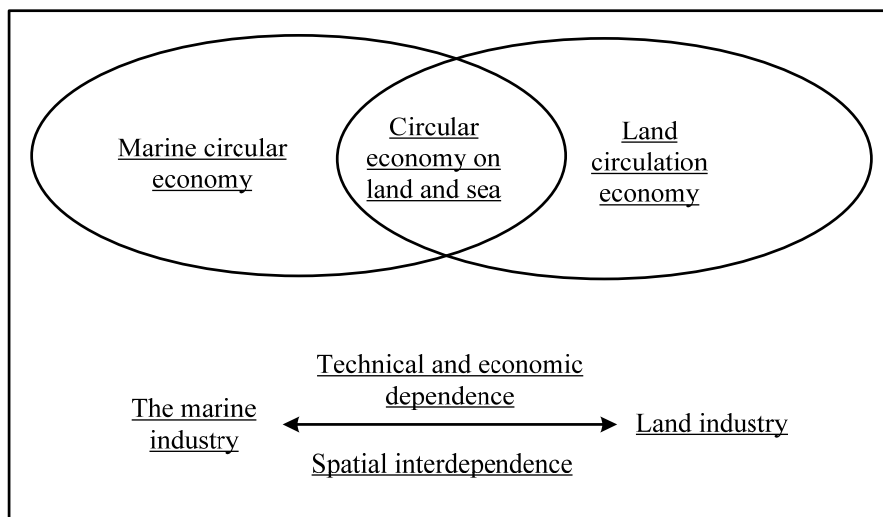 Marine circular
economy
Circular
economy on
land and sea
Land
circulation
economy
Technical and economic
dependence
The marine
industry
Land industry
Spatial interdependence